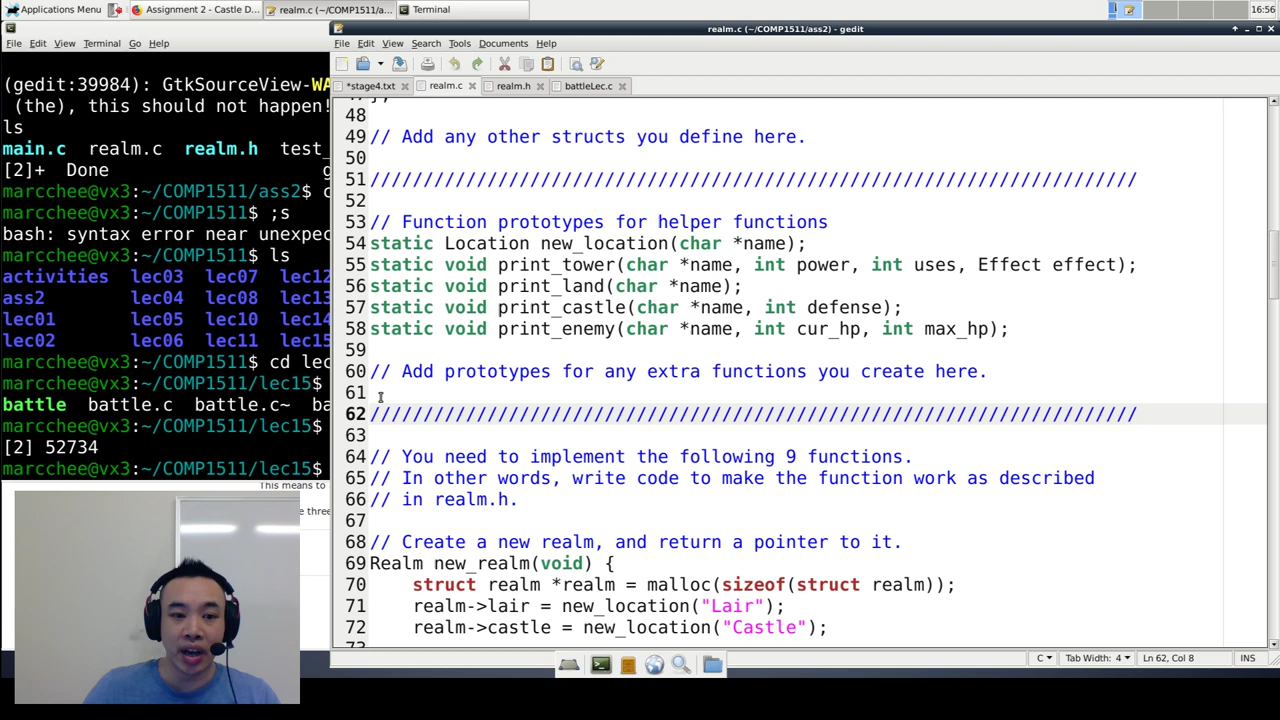 Applications Menu
Assignment 2 - Castle D...
realm.c (~/COMP1511/a...
Terminal
16:56
File Edit View Terminal Go Help
(gedit:39984): GtkSourceView-WA
(the), this should not happen!
ls
main.c realm.c realm.h test_
[2]+ Done g
marcchee@vx3:~/COMP1511/ass2$ c
marcchee@vx3:~/COMP1511$ ;s
bash: syntax error near unexpec
marcchee@vx3:~/COMP1511$ ls
activities lec03 lec07 lec12
ass2 lec04 lec08 lec13
lec01 lec05 lec10 lec14
lec02 lec06 lec11 lec15
marcchee@vx3:~/COMP1511$ cd lec
marcchee@vx3:~/COMP1511/lec15$
battle battle.c battle.c~ ba
marcchee@vx3:~/COMP1511/lec15$
[2] 52734
marcchee@vx3:~/COMP1511/lec15$
This means to
e three
realm.c (~/COMP1511/ass2) - gedit
File Edit View Search Tools Documents Help
*stage4.txt realm.c realm.h battleLec.c
48
49 // Add any other structs you define here.
50
51 ////////////////////////////////////////////////////////////////////////
52
53 // Function prototypes for helper functions
54 static Location new_location(char *name);
55 static void print_tower(char *name, int power, int uses, Effect effect);
56 static void print_land(char *name);
57 static void print_castle(char *name, int defense);
58 static void print_enemy(char *name, int cur_hp, int max_hp);
59
60 // Add prototypes for any extra functions you create here.
61
62 ////////////////////////////////////////////////////////////////////////
63
64 // You need to implement the following 9 functions.
65 // In other words, write code to make the function work as described
66 // in realm.h.
67
68 // Create a new realm, and return a pointer to it.
69 Realm new_realm(void) {
70 struct realm *realm = malloc(sizeof(struct realm));
71 realm->lair = new_location("Lair");
72 realm->castle = new_location("Castle");
C Tab Width: 4 Ln 62, Col 8 INS